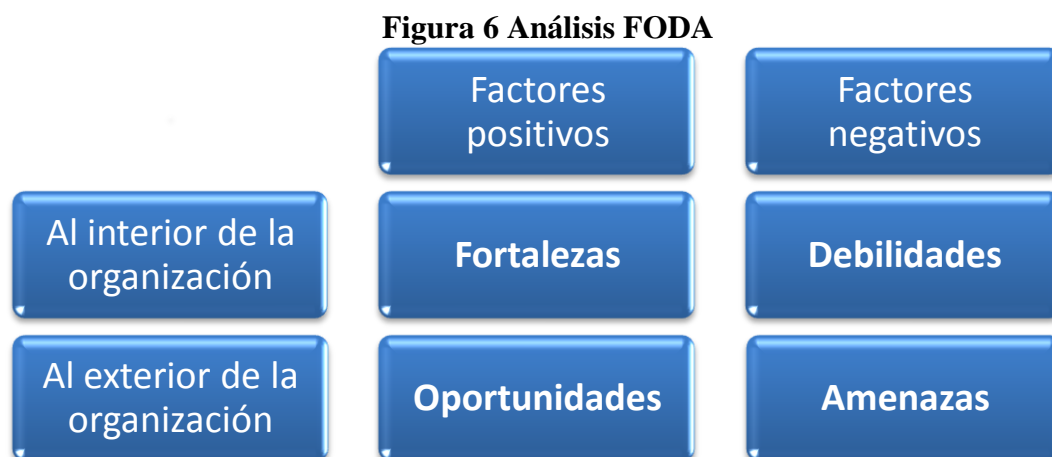 Figura 6 Análisis FODA
Factores
positivos
Factores
negativos
Al interior de la
organización
Fortalezas
Debilidades
Al exterior de la
organización
Oportunidades
Amenazas